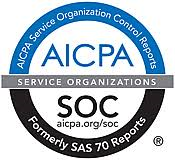 AICPA Service Organization Control Reports
AICPA
SERVICE ORGANIZATIONS
SOC
aicpa.org/soc
Formerly SAS 70 Reports
®